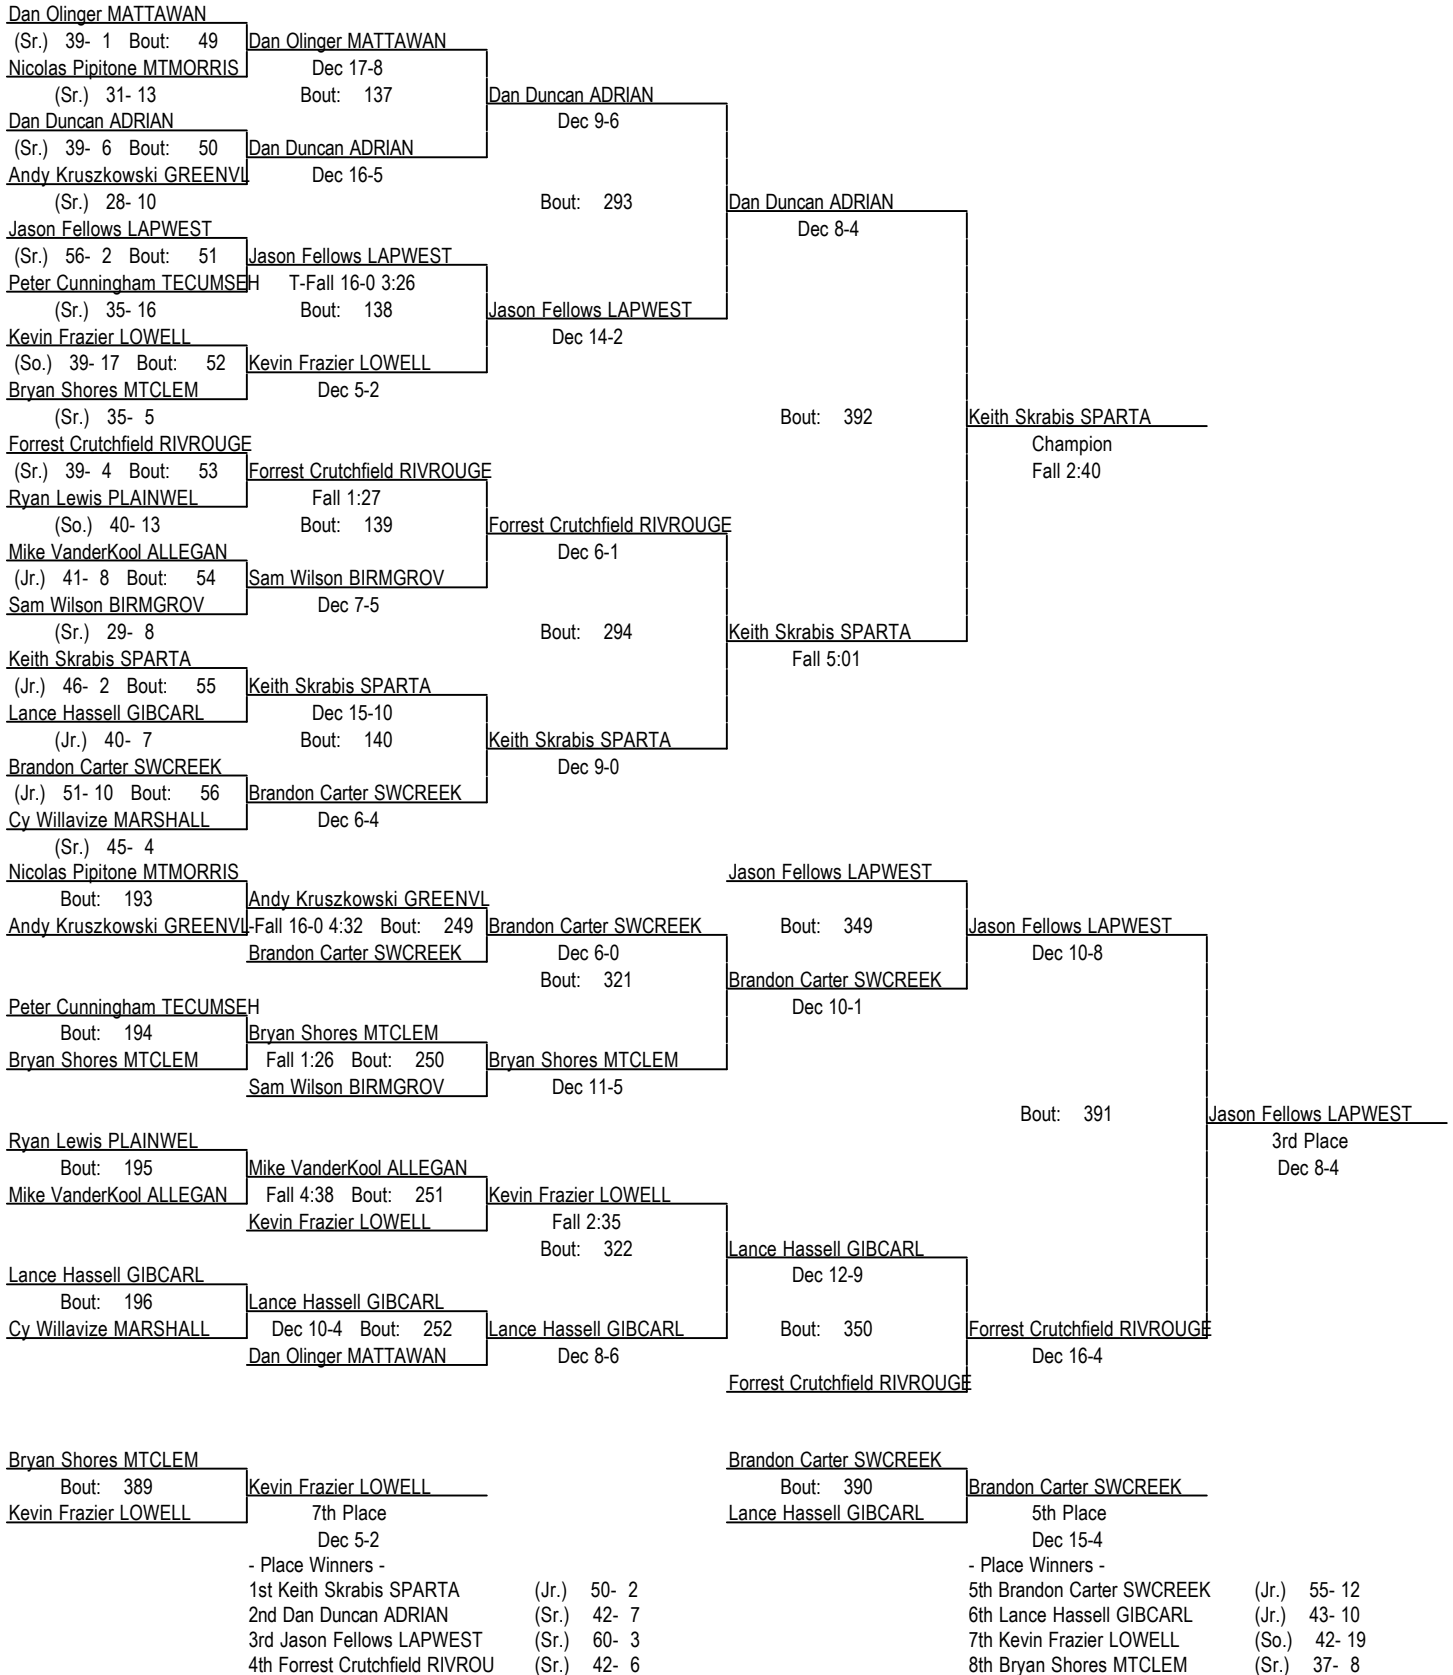 Dan Olinger MATTAWAN
(Sr.) 39- 1 Bout: 49 Dan Olinger MATTAWAN
Nicolas Pipitone MTMORRIS Dec 17-8
(Sr.) 31- 13 Bout: 137 Dan Duncan ADRIAN
Dan Duncan ADRIAN Dec 9-6
(Sr.) 39- 6 Bout: 50 Dan Duncan ADRIAN
Andy Kruszkowski GREENVL Dec 16-5
(Sr.) 28- 10 Bout: 293 Dan Duncan ADRIAN
Jason Fellows LAPWEST Dec 8-4
(Sr.) 56- 2 Bout: 51 Jason Fellows LAPWEST
Peter Cunningham TECUMSEH T-Fall 16-0 3:26
(Sr.) 35- 16 Bout: 138 Jason Fellows LAPWEST
Kevin Frazier LOWELL Dec 14-2
(So.) 39- 17 Bout: 52 Kevin Frazier LOWELL
Bryan Shores MTCLEM Dec 5-2
(Sr.) 35- 5 Bout: 392 Keith Skrabis SPARTA
Forrest Crutchfield RIVROUGE Champion
(Sr.) 39- 4 Bout: 53 Forrest Crutchfield RIVROUGE Fall 2:40
Ryan Lewis PLAINWEL Fall 1:27
(So.) 40- 13 Bout: 139 Forrest Crutchfield RIVROUGE
Mike VanderKool ALLEGAN Dec 6-1
(Jr.) 41- 8 Bout: 54 Sam Wilson BIRMGROV
Sam Wilson BIRMGROV Dec 7-5
(Sr.) 29- 8 Bout: 294 Keith Skrabis SPARTA
Keith Skrabis SPARTA Fall 5:01
(Jr.) 46- 2 Bout: 55 Keith Skrabis SPARTA
Lance Hassell GIBCARL Dec 15-10
(Jr.) 40- 7 Bout: 140 Keith Skrabis SPARTA
Brandon Carter SWCREEK Dec 9-0
(Jr.) 51- 10 Bout: 56 Brandon Carter SWCREEK
Cy Willavize MARSHALL Dec 6-4
(Sr.) 45- 4
Nicolas Pipitone MTMORRIS Jason Fellows LAPWEST
Bout: 193 Andy Kruszkowski GREENVL
Andy Kruszkowski GREENVL -Fall 16-0 4:32 Bout: 249 Brandon Carter SWCREEK Bout: 349 Jason Fellows LAPWEST
Brandon Carter SWCREEK Dec 6-0 Dec 10-8
Bout: 321 Brandon Carter SWCREEK
Peter Cunningham TECUMSEH Dec 10-1
Bout: 194 Bryan Shores MTCLEM
Bryan Shores MTCLEM Fall 1:26 Bout: 250 Bryan Shores MTCLEM
Sam Wilson BIRMGROV Dec 11-5
Bout: 391 Jason Fellows LAPWEST
Ryan Lewis PLAINWEL 3rd Place
Bout: 195 Mike VanderKool ALLEGAN Dec 8-4
Mike VanderKool ALLEGAN Fall 4:38 Bout: 251 Kevin Frazier LOWELL
Kevin Frazier LOWELL Fall 2:35
Bout: 322 Lance Hassell GIBCARL
Lance Hassell GIBCARL Dec 12-9
Bout: 196 Lance Hassell GIBCARL
Cy Willavize MARSHALL Dec 10-4 Bout: 252 Lance Hassell GIBCARL Bout: 350 Forrest Crutchfield RIVROUGE
Dan Olinger MATTAWAN Dec 8-6 Dec 16-4
Forrest Crutchfield RIVROUGE
Bryan Shores MTCLEM Brandon Carter SWCREEK
Bout: 389 Kevin Frazier LOWELL Bout: 390 Brandon Carter SWCREEK
Kevin Frazier LOWELL 7th Place Lance Hassell GIBCARL 5th Place
Dec 5-2 Dec 15-4
- Place Winners - - Place Winners -
1st Keith Skrabis SPARTA (Jr.) 50- 2 5th Brandon Carter SWCREEK (Jr.) 55- 12
2nd Dan Duncan ADRIAN (Sr.) 42- 7 6th Lance Hassell GIBCARL (Jr.) 43- 10
3rd Jason Fellows LAPWEST (Sr.) 60- 3 7th Kevin Frazier LOWELL (So.) 42- 19
4th Forrest Crutchfield RIVROU (Sr.) 42- 6 8th Bryan Shores MTCLEM (Sr.) 37- 8